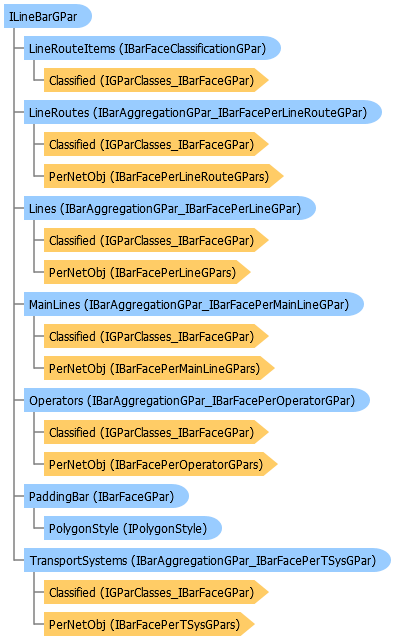 ILineBarGPar
LineRouteItems (IBarFaceClassificationGPar)
Classified (IGParClasses_IBarFaceGPar)
LineRoutes (IBarAggregationGPar_IBarFacePerLineRouteGPar)
Classified (IGParClasses_IBarFaceGPar)
PerNetObj (IBarFacePerLineRouteGPars)
Lines (IBarAggregationGPar_IBarFacePerLineGPar)
Classified (IGParClasses_IBarFaceGPar)
PerNetObj (IBarFacePerLineGPars)
MainLines (IBarAggregationGPar_IBarFacePerMainLineGPar)
Classified (IGParClasses_IBarFaceGPar)
PerNetObj (IBarFacePerMainLineGPars)
Operators (IBarAggregationGPar_IBarFacePerOperatorGPar)
Classified (IGParClasses_IBarFaceGPar)
PerNetObj (IBarFacePerOperatorGPars)
PaddingBar (IBarFaceGPar)
PolygonStyle (IPolygonStyle)
TransportSystems (IBarAggregationGPar_IBarFacePerTSysGPar)
Classified (IGParClasses_IBarFaceGPar)
PerNetObj (IBarFacePerTSysGPars)